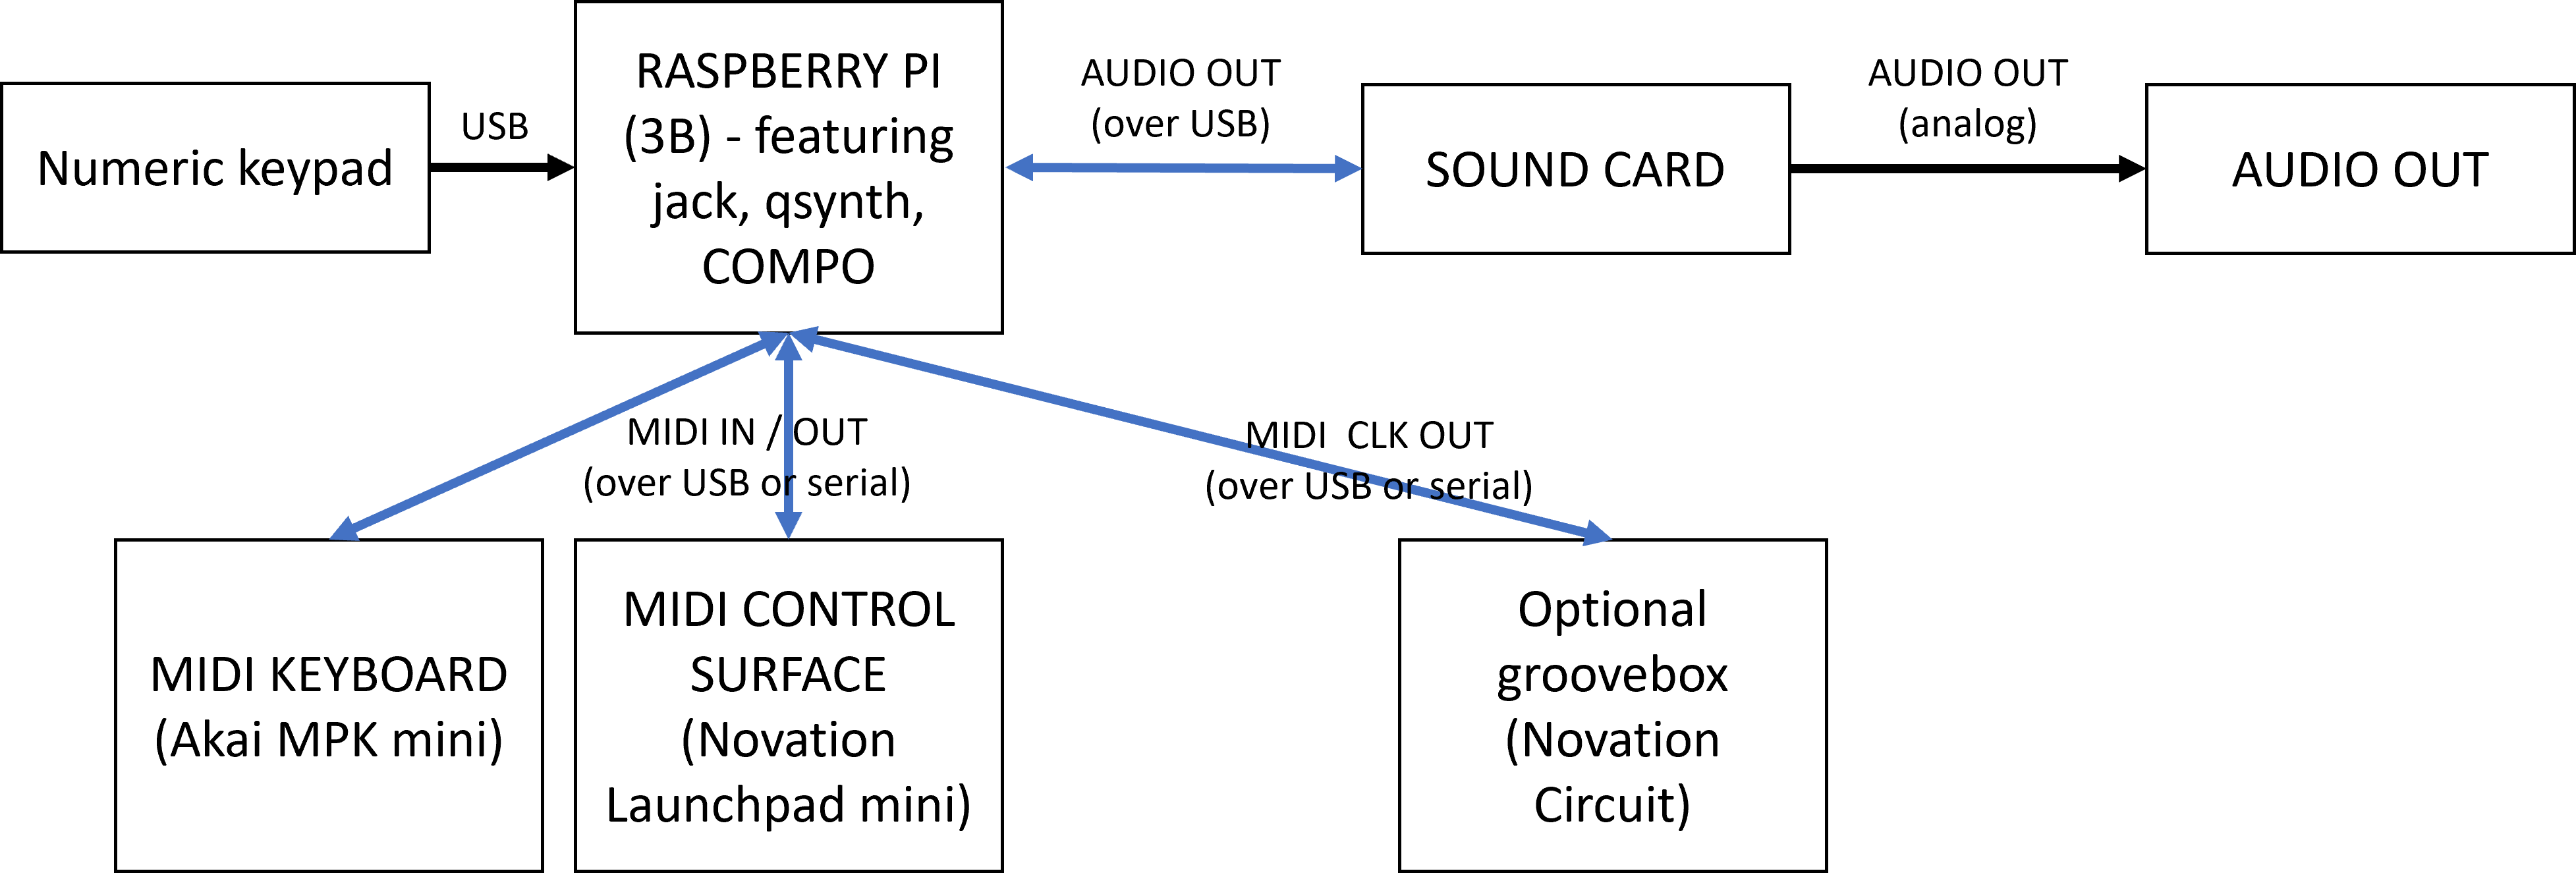 Numeric keypad
USB
RASPBERRY PI
(3B) - featuring
jack, qsynth,
COMPO
AUDIO OUT
(over USB)
SOUND CARD
AUDIO OUT
(analog)
AUDIO OUT
MIDI IN / OUT
(over USB or serial)
MIDI  CLK OUT
(over USB or serial)
MIDI KEYBOARD
(Akai MPK mini)
MIDI CONTROL
SURFACE
(Novation
Launchpad mini)
Optional
groovebox
(Novation
Circuit)